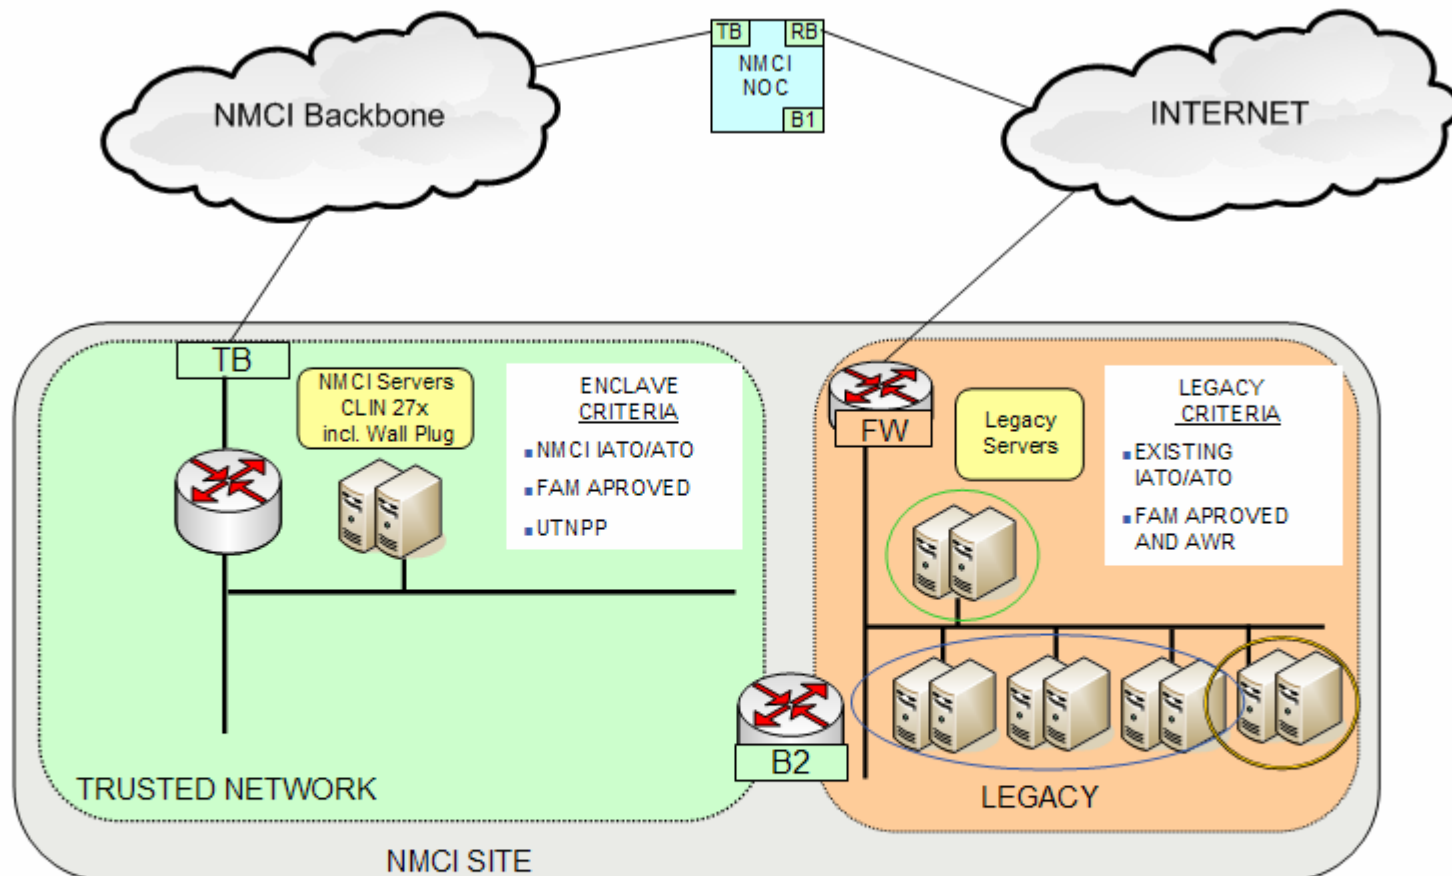 TB
RB
NMCI
NOC
B1
NMCI Backbone
INTERNET
TB
NMCI Servers
CLIN 27x
incl. Wall Plug
ENCLAVE
CRITERIA
▪NMCI IATO/ATO
▪FAM APROVED
▪UTNPP
FW
Legacy
Servers
LEGACY
CRITERIA
▪EXISTING
IATO/ATO
▪FAM APROVED
AND AWR
B2
TRUSTED NETWORK
LEGACY
NMCI SITE